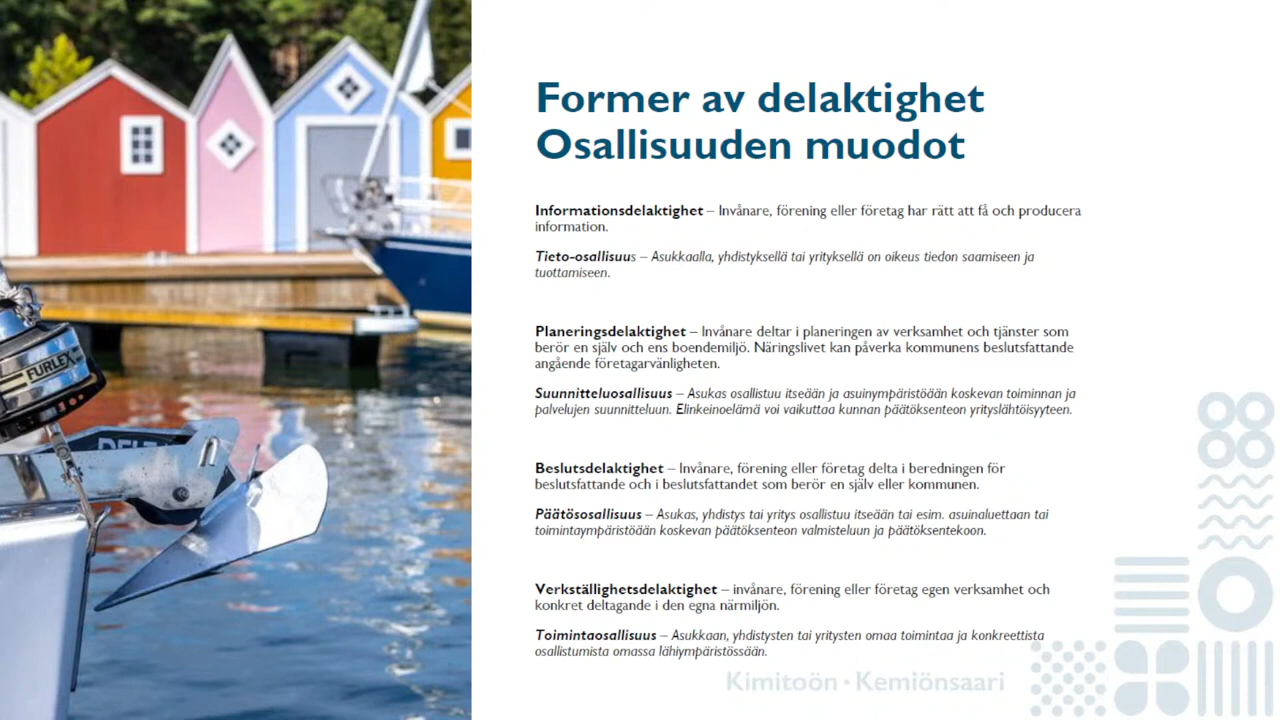 Former av delaktighet
Osallisuuden muodot
Informationsdelaktighet – Invånare, förening eller företag har rätt att få och producera
information.
Tieto-osallisuus – Asukkaalla, yhdistyksellä tai yrityksellä on oikeus tiedon saamiseen ja
tuottamiseen.
Planeringsdelaktighet – Invånare deltar i planeringen av verksamhet och tjänster som
berör en själv och ens boendemiljö. Näringslivet kan påverka kommunens beslutsfattande
angående företagarvänligheten.
Suunnitteluosallisuus – Asukas osallistuu itseään ja asuinympäristöään koskevan toiminnan ja
palvelujen suunnitteluun. Elinkeinoelämä voi vaikuttaa kunnan päätöksenteon yrityslähtöisyyteen.
Beslutsdelaktighet – Invånare, förening eller företag delta i beredningen för
beslutsfattande och i beslutsfattandet som berör en själv eller kommunen.
Päätösosallisuus – Asukas, yhdistys tai yritys osallistuu itseään tai esim. asuinaluettaan tai
toimintaympäristöään koskevan päätöksenteon valmisteluun ja päätöksentekoon.
Verkställighetsdelaktighet – invånare, förening eller företag egen verksamhet och
konkret deltagande i den egna närmiljön.
Toimintaosallisuus – Asukkaan, yhdistysten tai yritysten omaa toimintaa ja konkreettista
osallistumista omassa lähiympäristössään.
Kimitoön · Kemiönsaari
FURLEX
DELTA